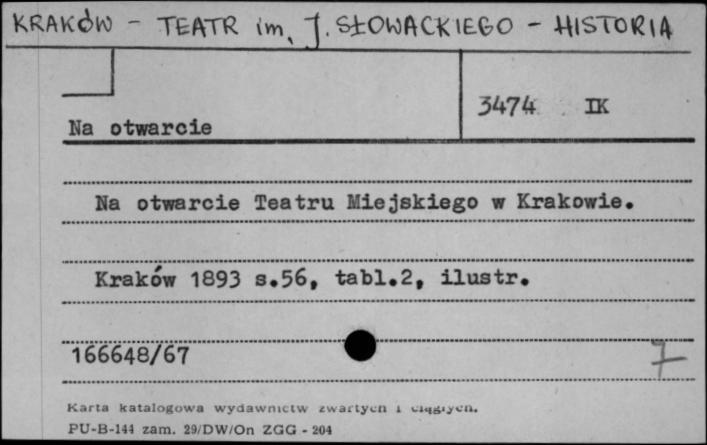 KRAKÓW - TEATR im. J. SŁOWACKIEGO - HISTORIA
3474 IK
Na otwarcie
Na otwarcie Teatru Miejskiego w Krakowie.
Kraków 1893 s.56, tabl.2, ilustr.
166648/67
7
Karta katalogowa wydawnictw zwartych i ciągłych.
PU-B-144 zam. 29/DW/On ZGG - 204